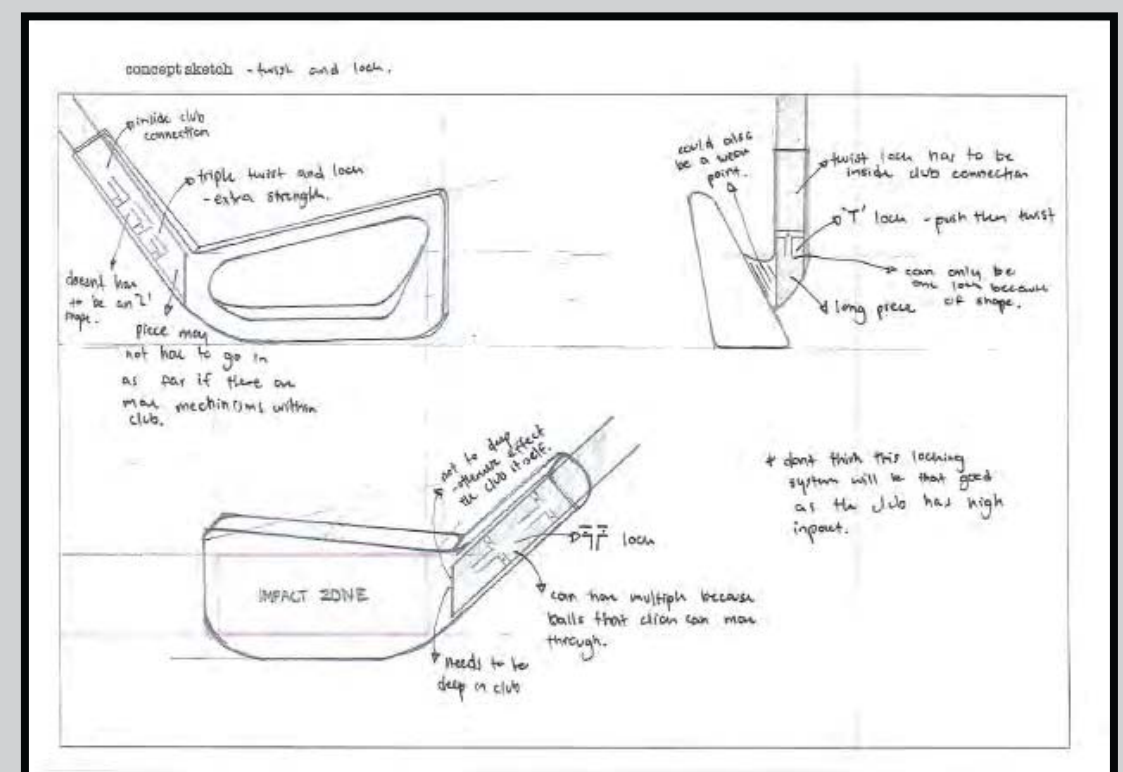 concept sketch - twist and lock.
inside club
connection
triple twist and lock
- extra strength.
doesnt have
to be an 'L'
shape.
piece may
not have to go in
as far if there are
more mechinisms within
club.
could also
be a weak
point.
twist lock has to be
inside club connection
'T' lock - push then twist
can only be
one lock because
of shape.
long piece
not to deep
- otherwise effect
the club itself.
lock
IMPACT ZONE
can have multiple because
balls that click can move
through.
needs to be
deep in club
* dont think this locking
system will be that good
as the club has high
inpact.